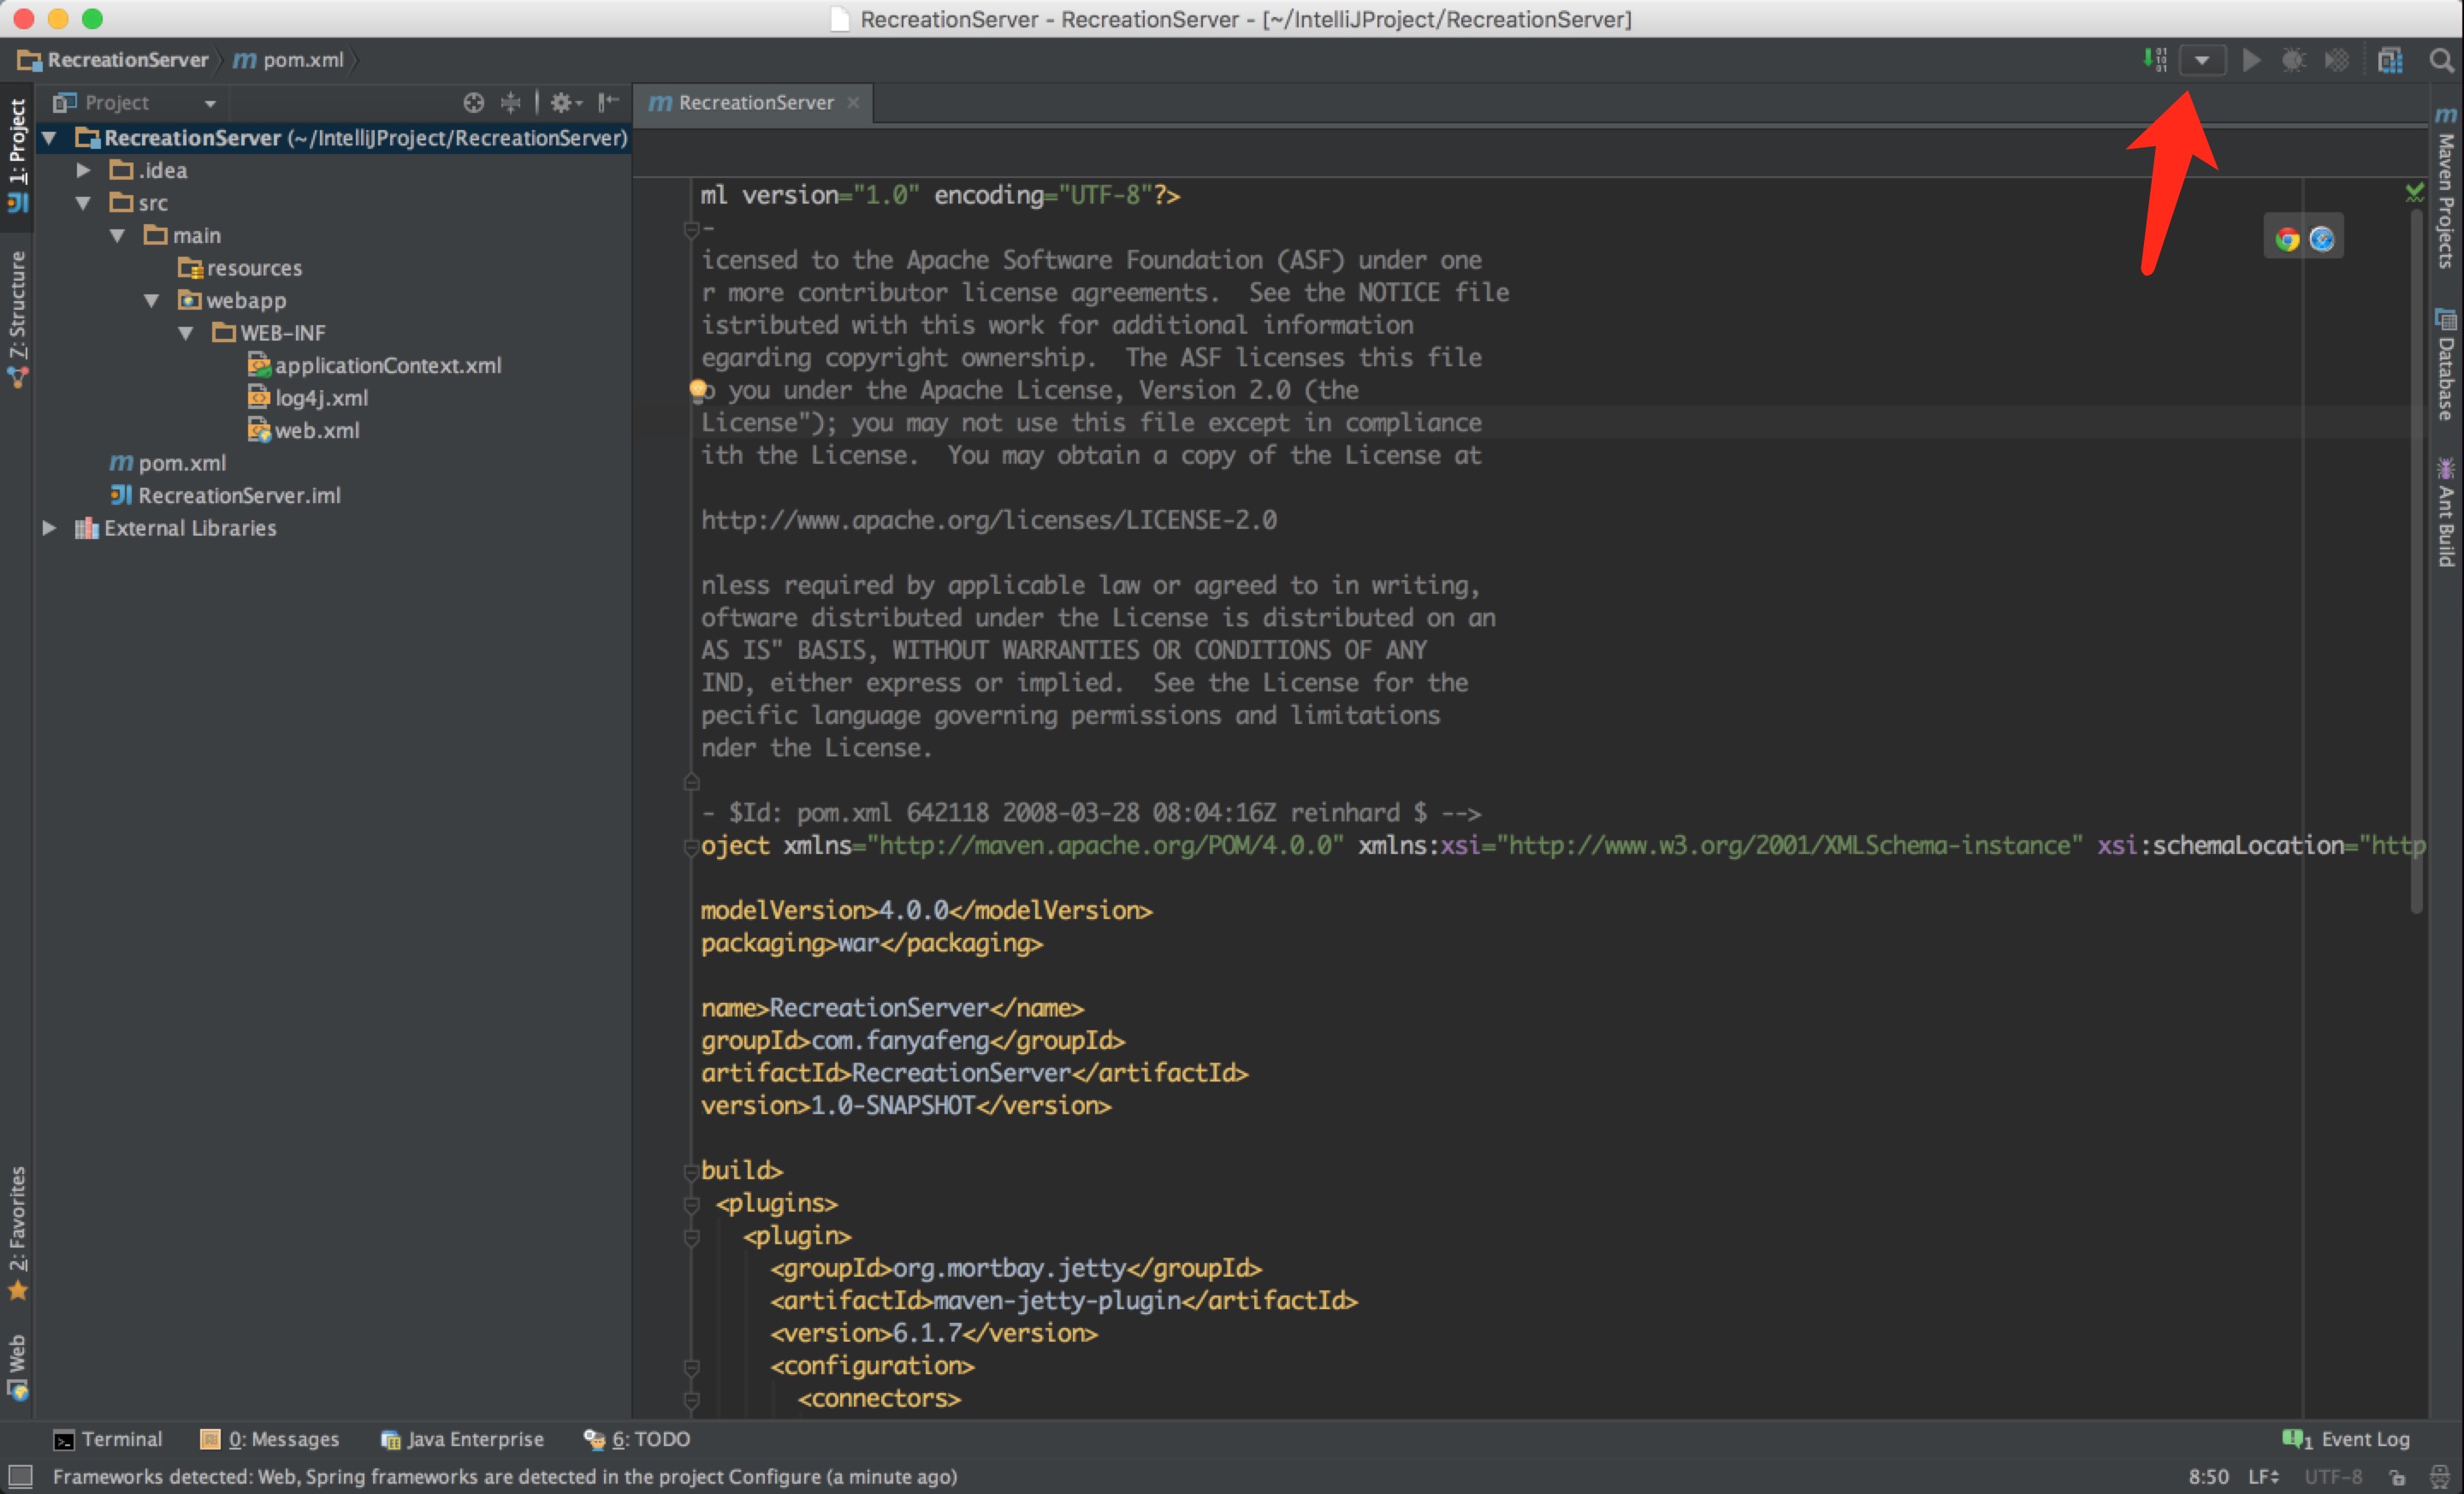 RecreationServer - RecreationServer - [~/IntelliJProject/RecreationServer]
RecreationServer
m pom.xml
Project
m RecreationServer
1: Project
Z: Structure
2: Favorites
Web
RecreationServer (~/IntelliJProject/RecreationServer)
.idea
src
main
resources
webapp
WEB-INF
applicationContext.xml
log4j.xml
web.xml
m pom.xml
RecreationServer.iml
External Libraries
ml version="1.0" encoding="UTF-8"?>
-
icensed to the Apache Software Foundation (ASF) under one
r more contributor license agreements.  See the NOTICE file
istributed with this work for additional information
egarding copyright ownership.  The ASF licenses this file
o you under the Apache License, Version 2.0 (the
License"); you may not use this file except in compliance
ith the License.  You may obtain a copy of the License at
http://www.apache.org/licenses/LICENSE-2.0
nless required by applicable law or agreed to in writing,
oftware distributed under the License is distributed on an
AS IS" BASIS, WITHOUT WARRANTIES OR CONDITIONS OF ANY
IND, either express or implied.  See the License for the
pecific language governing permissions and limitations
nder the License.
- $Id: pom.xml 642118 2008-03-28 08:04:16Z reinhard $ -->
oject xmlns="http://maven.apache.org/POM/4.0.0" xmlns:xsi="http://www.w3.org/2001/XMLSchema-instance" xsi:schemaLocation="http
modelVersion>4.0.0</modelVersion>
packaging>war</packaging>
name>RecreationServer</name>
groupId>com.fanyafeng</groupId>
artifactId>RecreationServer</artifactId>
version>1.0-SNAPSHOT</version>
build>
<plugins>
<plugin>
<groupId>org.mortbay.jetty</groupId>
<artifactId>maven-jetty-plugin</artifactId>
<version>6.1.7</version>
<configuration>
<connectors>
m Maven Projects
Database
Ant Build
Terminal
0: Messages
Java Enterprise
6: TODO
1 Event Log
Frameworks detected: Web, Spring frameworks are detected in the project Configure (a minute ago)
8:50
LF
UTF-8